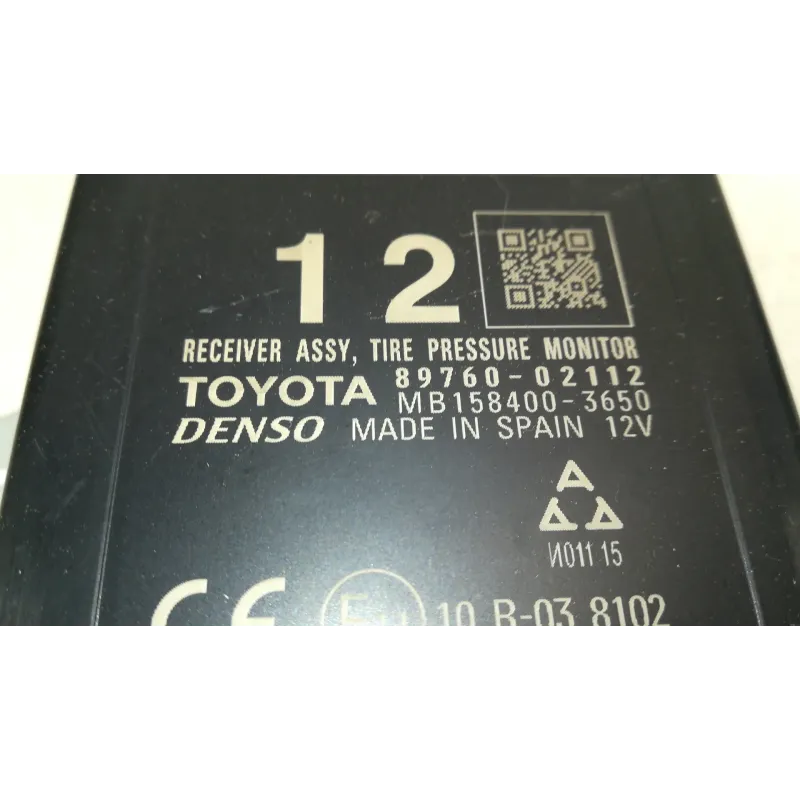 12
RECEIVER ASSY, TIRE PRESSURE MONITOR
TOYOTA 89760-02112
MB158400-3650
DENSO MADE IN SPAIN 12V
И011 15
CE 10 R-03 8102